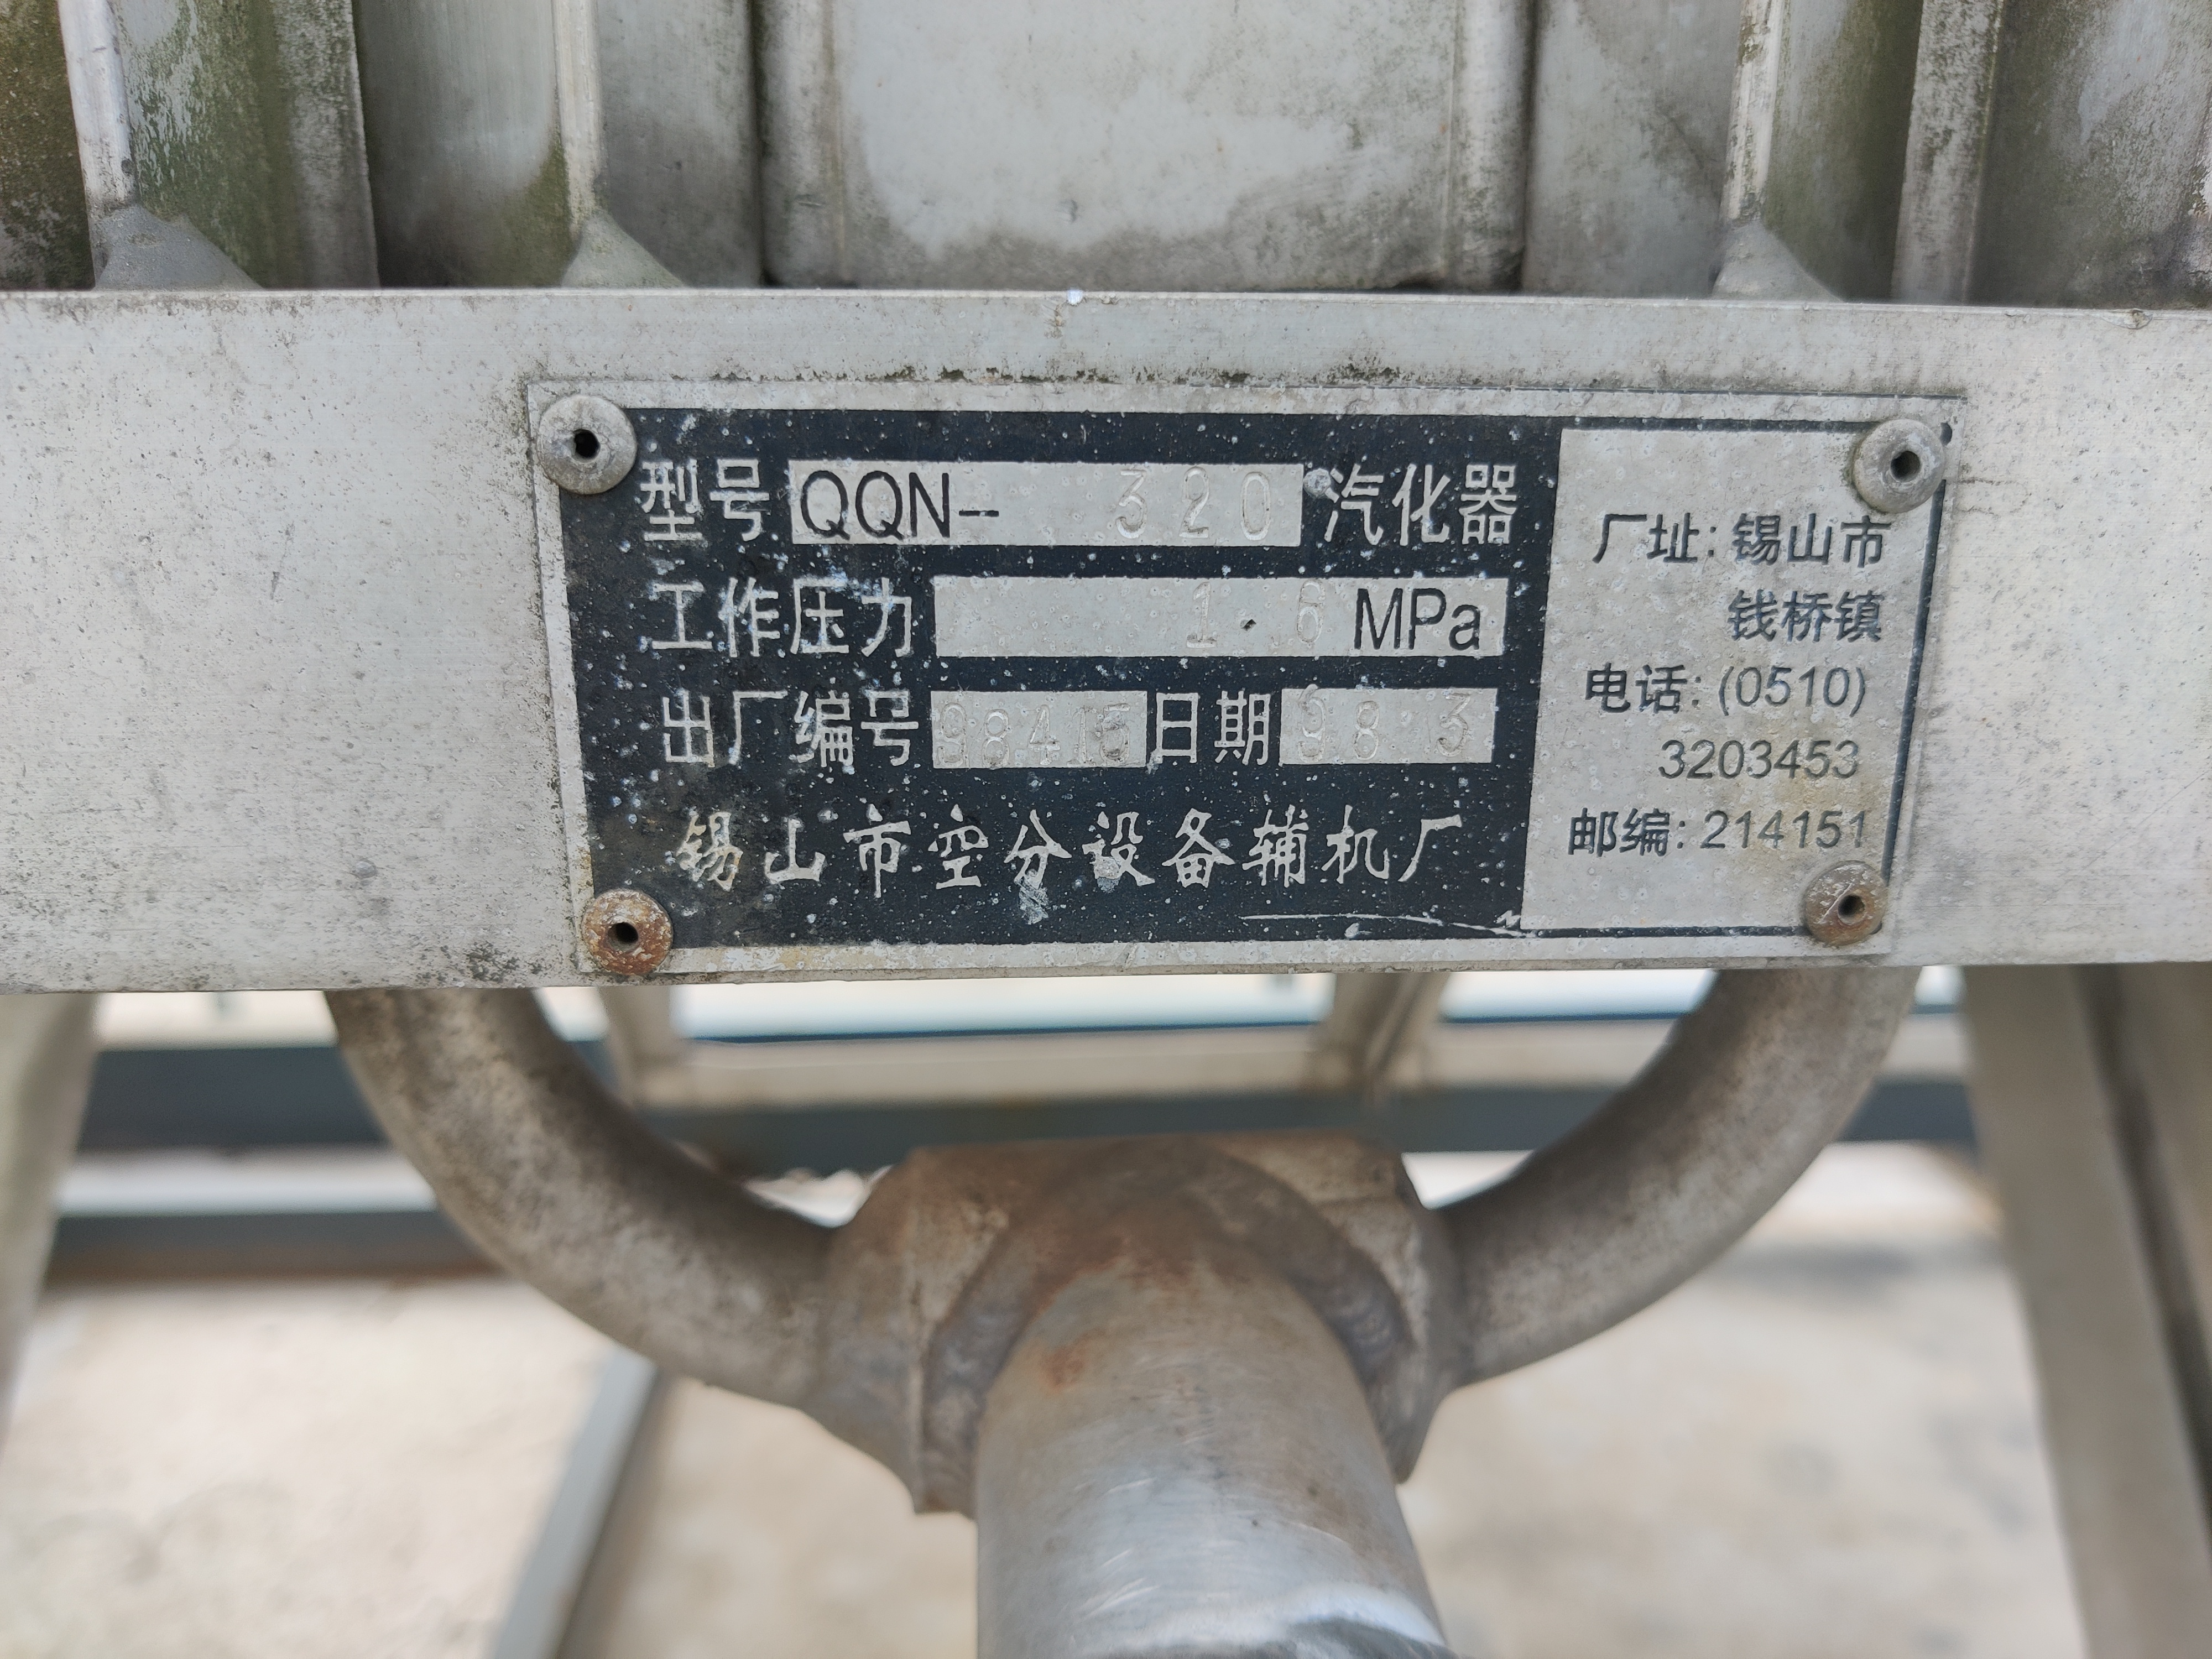 型号 QQN- 320 汽化器
工作压力 1.6 MPa
出厂编号 98415 日期 98.3
锡山市空分设备辅机厂
厂址: 锡山市
钱桥镇
电话: (0510)
3203453
邮编: 214151